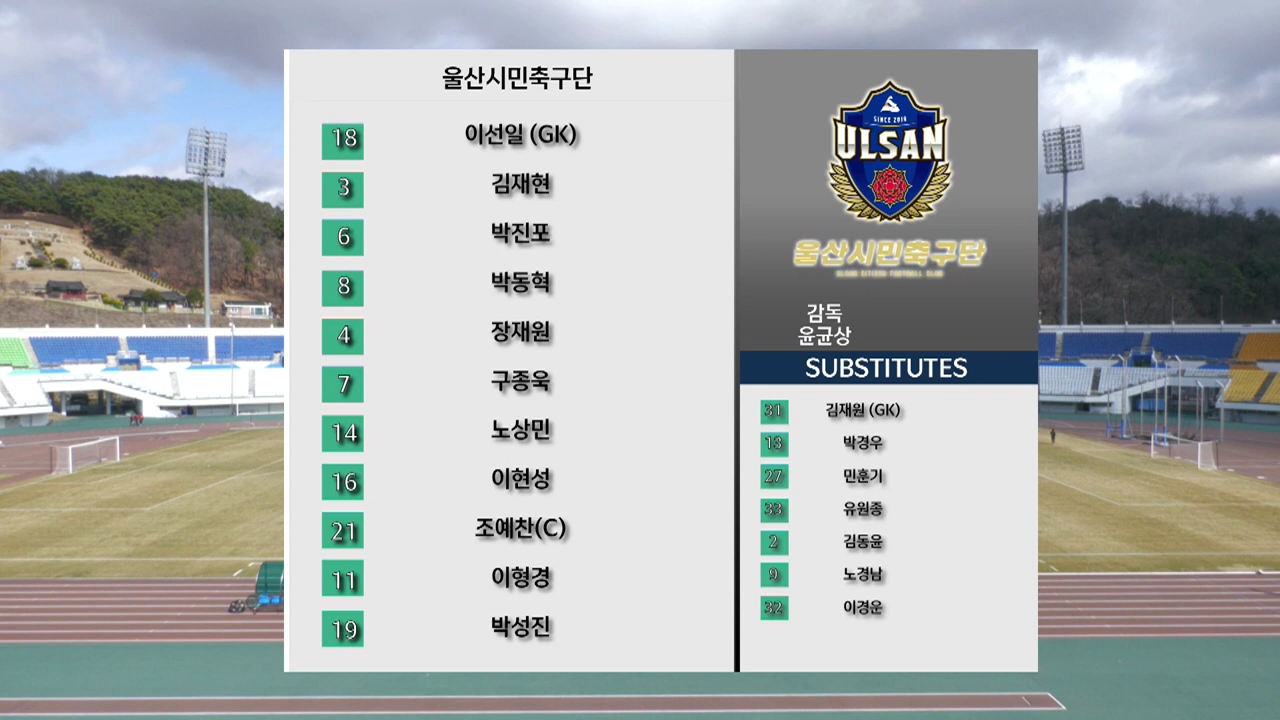 울산시민축구단
18 이선일 (GK)
3 김재현
6 박진포
8 박동혁
4 장재원
7 구종욱
14 노상민
16 이현성
21 조예찬(C)
11 이형경
19 박성진
SINCE 2018
ULSAN
울산시민축구단
ULSAN CITIZEN FOOTBALL CLUB
감독
윤균상
SUBSTITUTES
31 김재원 (GK)
13 박경우
27 민훈기
33 유원종
2 김동윤
9 노경남
32 이경운